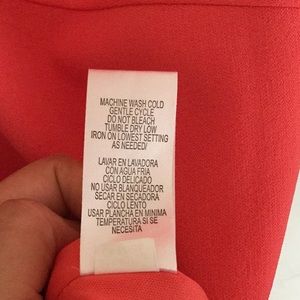 MACHINE WASH COLD
GENTLE CYCLE
DO NOT BLEACH
TUMBLE DRY LOW
IRON ON LOWEST SETTING
AS NEEDED/
LAVAR EN LAVADORA
CON AGUA FRIA
CICLO DELICADO
NO USAR BLANQUEADOR
SECAR EN SECADORA
CICLO LENTO
USAR PLANCHA EN MINIMA
TEMPERATURA SI SE
NECESITA